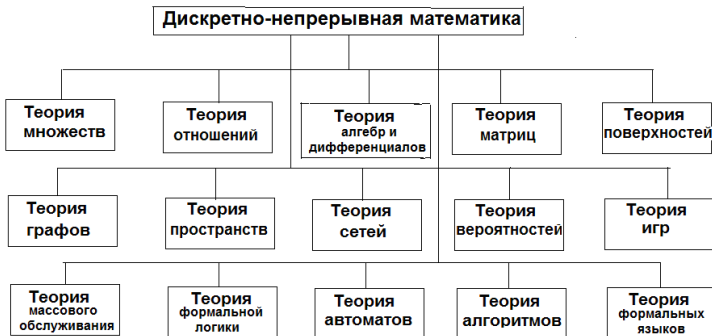 Дискретно-непрерывная математика
Теория
множеств
Теория
отношений
Теория
алгебр и
дифференциалов
Теория
матриц
Теория
поверхностей
Теория
графов
Теория
пространств
Теория
сетей
Теория
вероятностей
Теория
игр
Теория
массового
обслуживания
Теория
формальной
логики
Теория
автоматов
Теория
алгоритмов
Теория
формальных
языков